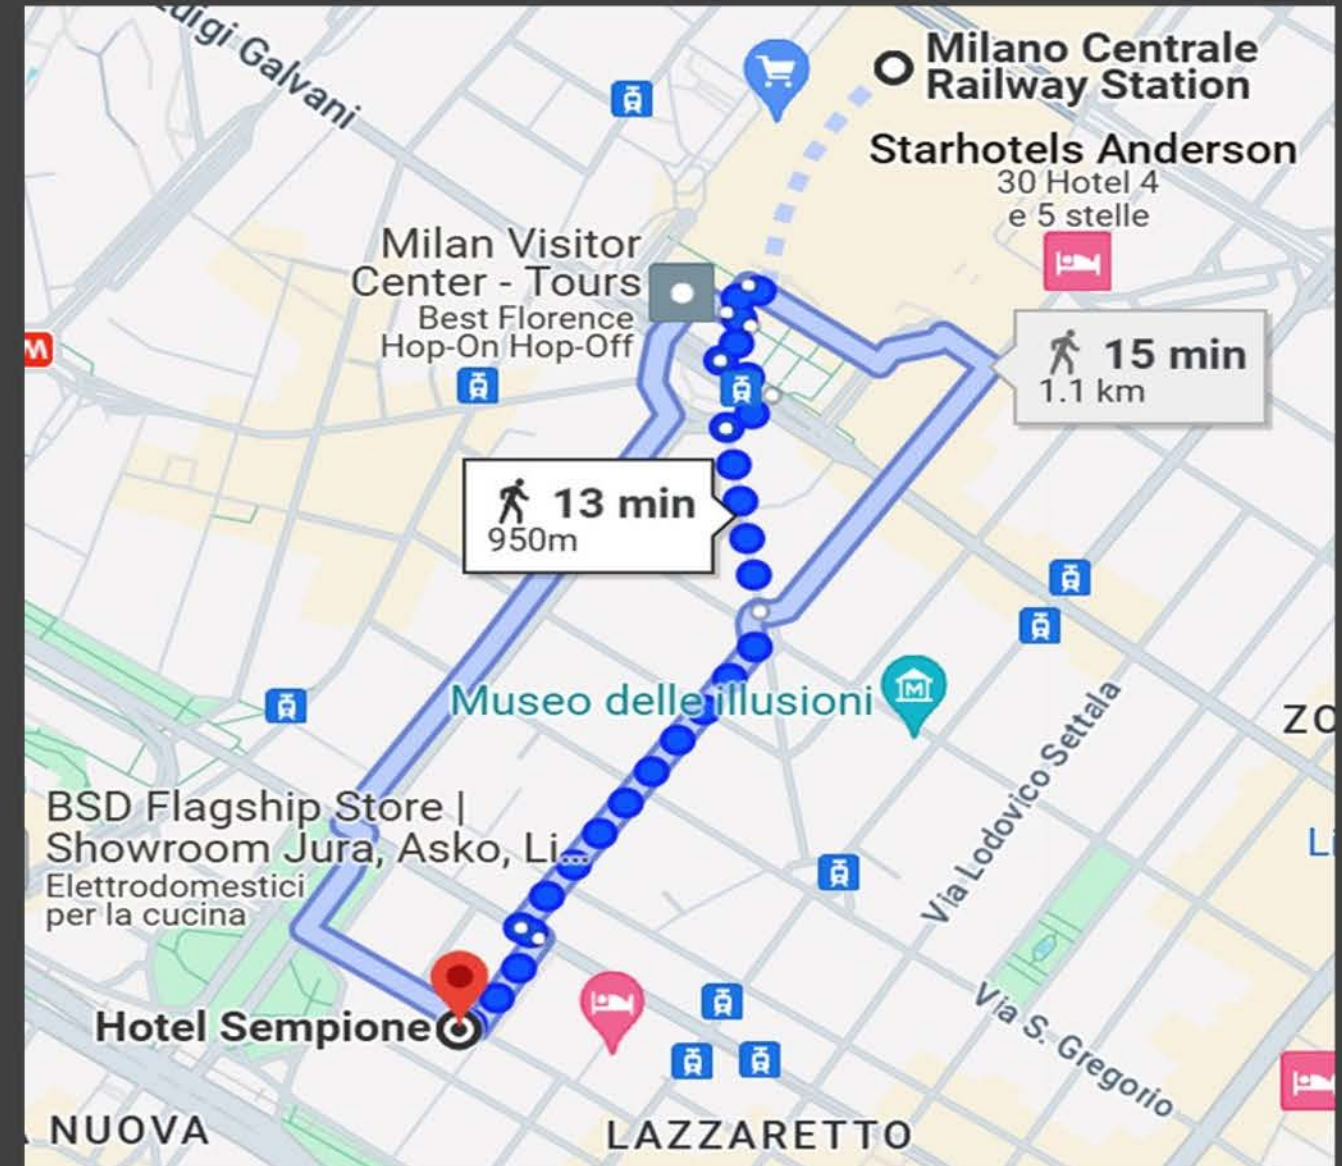 Luigi Galvani
Milano Centrale
Railway Station
Starhotels Anderson
30 Hotel 4
e 5 stelle
Milan Visitor
Center - Tours
Best Florence
Hop-On Hop-Off
M
15 min
1.1 km
13 min
950m
Museo delle illusioni
M
Via Lodovico Settala
ZO
BSD Flagship Store |
Showroom Jura, Asko, Li...
Elettrodomestici
per la cucina
Li
Hotel Sempione
Via S. Gregorio
NUOVA
LAZZARETTO